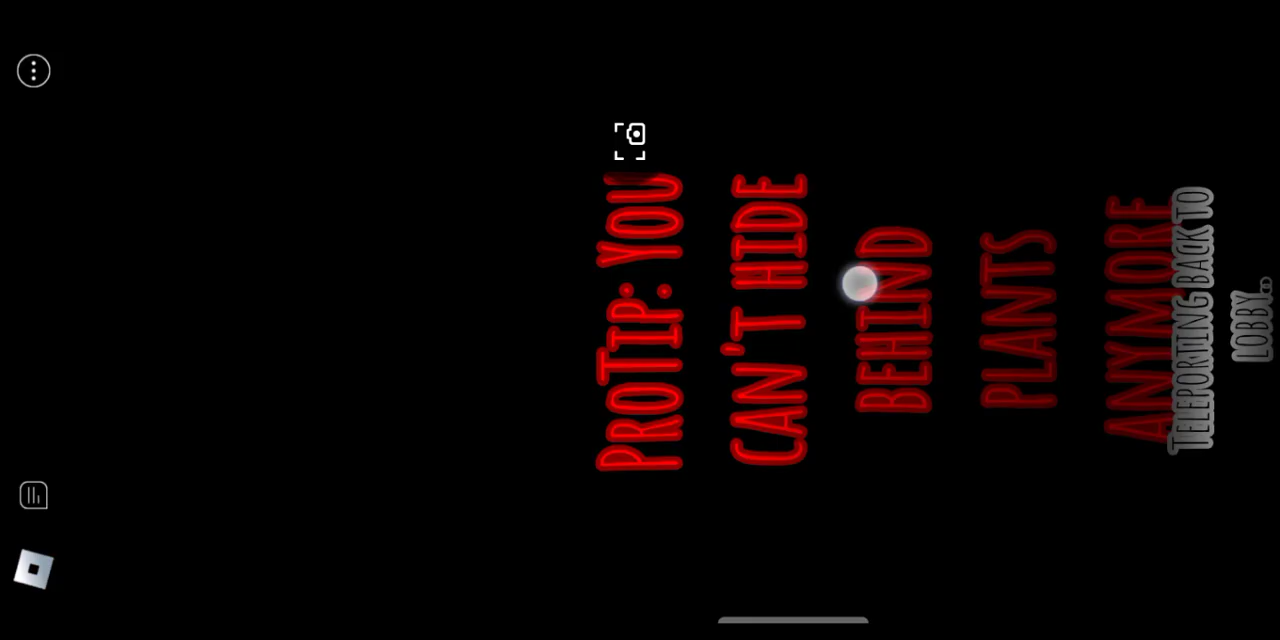 PROTIP: YOU
CAN'T HIDE
BEHIND
PLANTS
ANYMORE
TELEPORTING BACK TO
LOBBY...